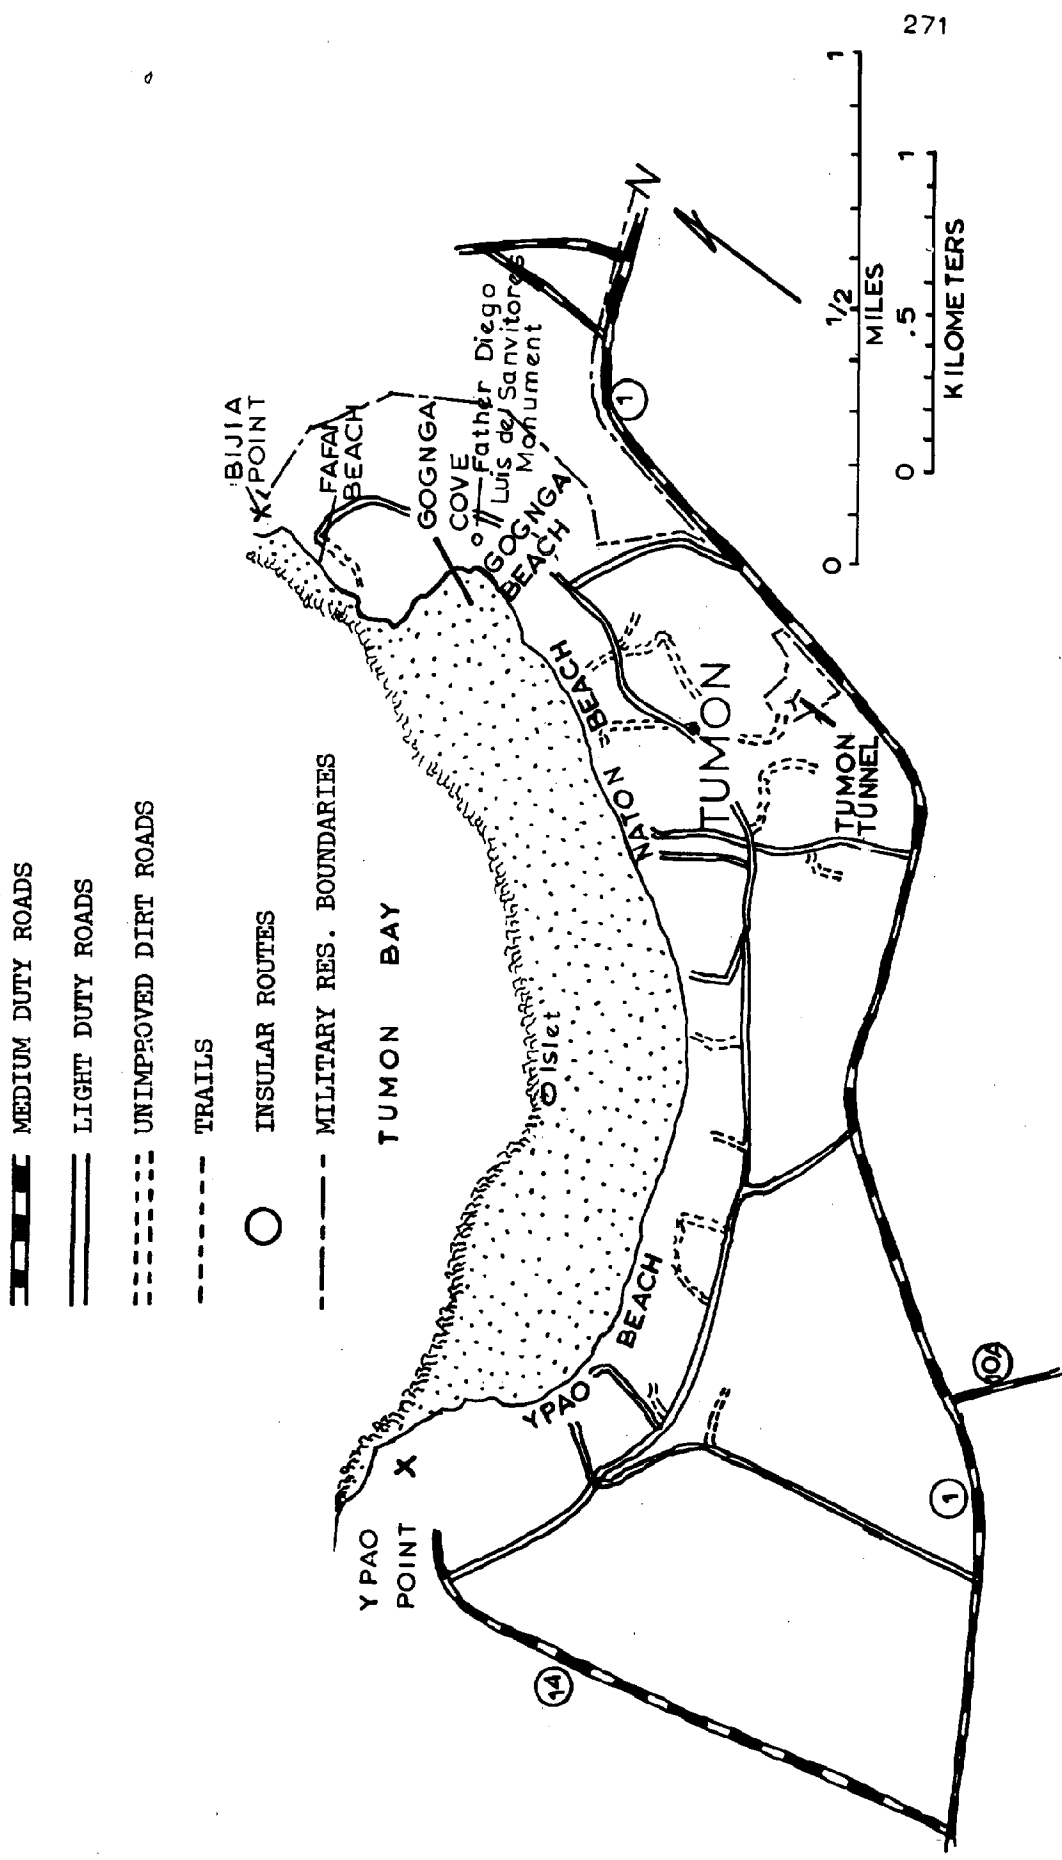 271
MEDIUM DUTY ROADS
LIGHT DUTY ROADS
UNIMPROVED DIRT ROADS
TRAILS
INSULAR ROUTES
MILITARY RES. BOUNDARIES
TUMON BAY
BIJIA
POINT
FAFAI
BEACH
GOGNGA
COVE
Father Diego
Luis de Sanvitores
Monument
GOGNGA
BEACH
NATON BEACH
TUMON
TUMON
TUNNEL
Islet
YPAO BEACH
YPAO
POINT
14
1
10A
1
N
0 1/2 1
MILES
0 .5 1
KILOMETERS